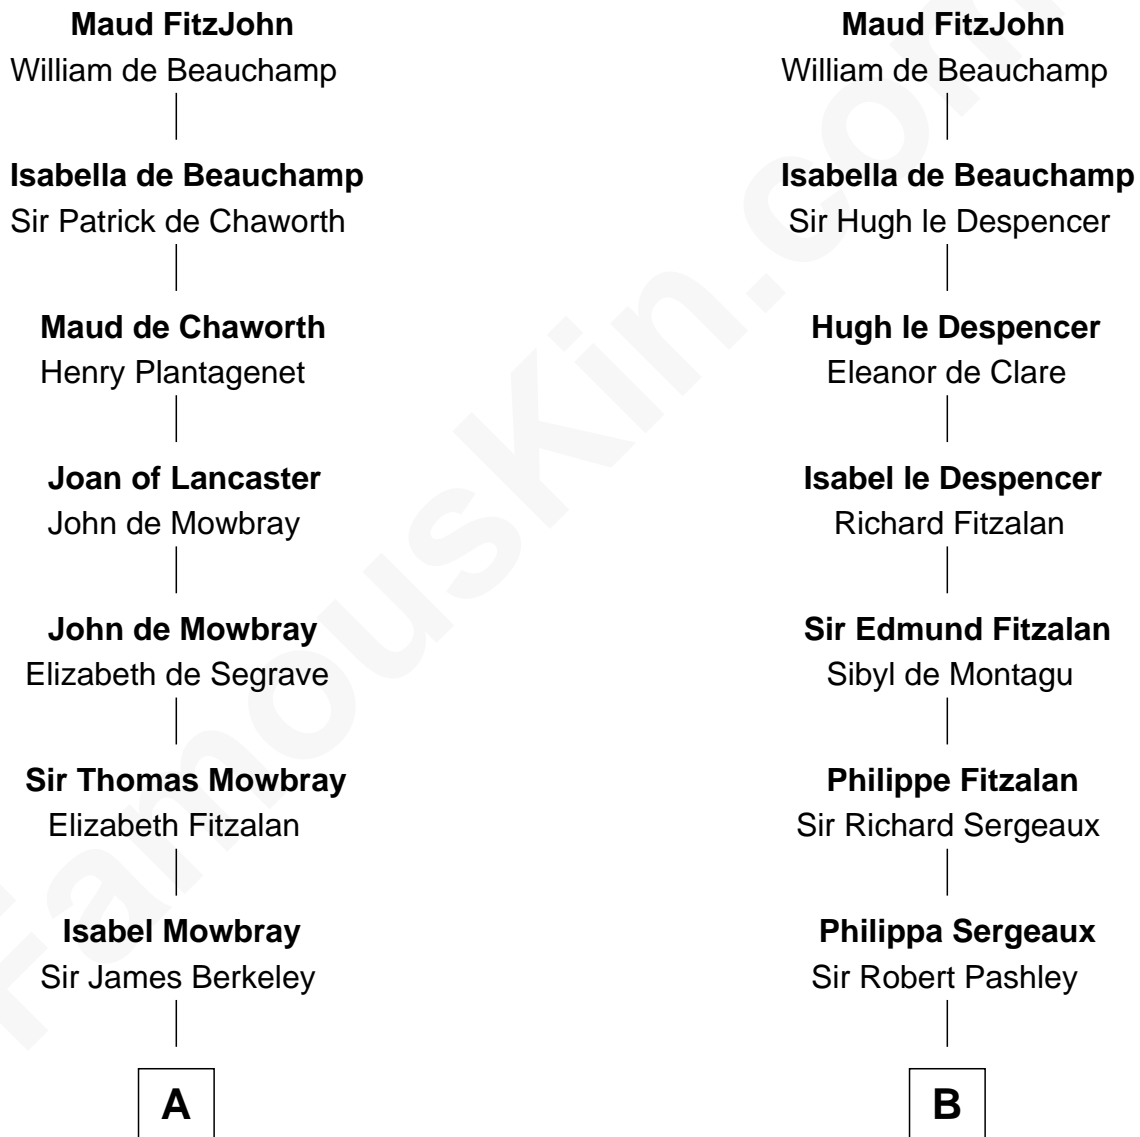 Maud FitzJohn
William de Beauchamp
Isabella de Beauchamp
Sir Patrick de Chaworth
Maud de Chaworth
Henry Plantagenet
Joan of Lancaster
John de Mowbray
John de Mowbray
Elizabeth de Segrave
Sir Thomas Mowbray
Elizabeth Fitzalan
Isabel Mowbray
Sir James Berkeley
A
Maud FitzJohn
William de Beauchamp
Isabella de Beauchamp
Sir Hugh le Despencer
Hugh le Despencer
Eleanor de Clare
Isabel le Despencer
Richard Fitzalan
Sir Edmund Fitzalan
Sibyl de Montagu
Philippe Fitzalan
Sir Richard Sergeaux
Philippa Sergeaux
Sir Robert Pashley
B
FamousKin.com